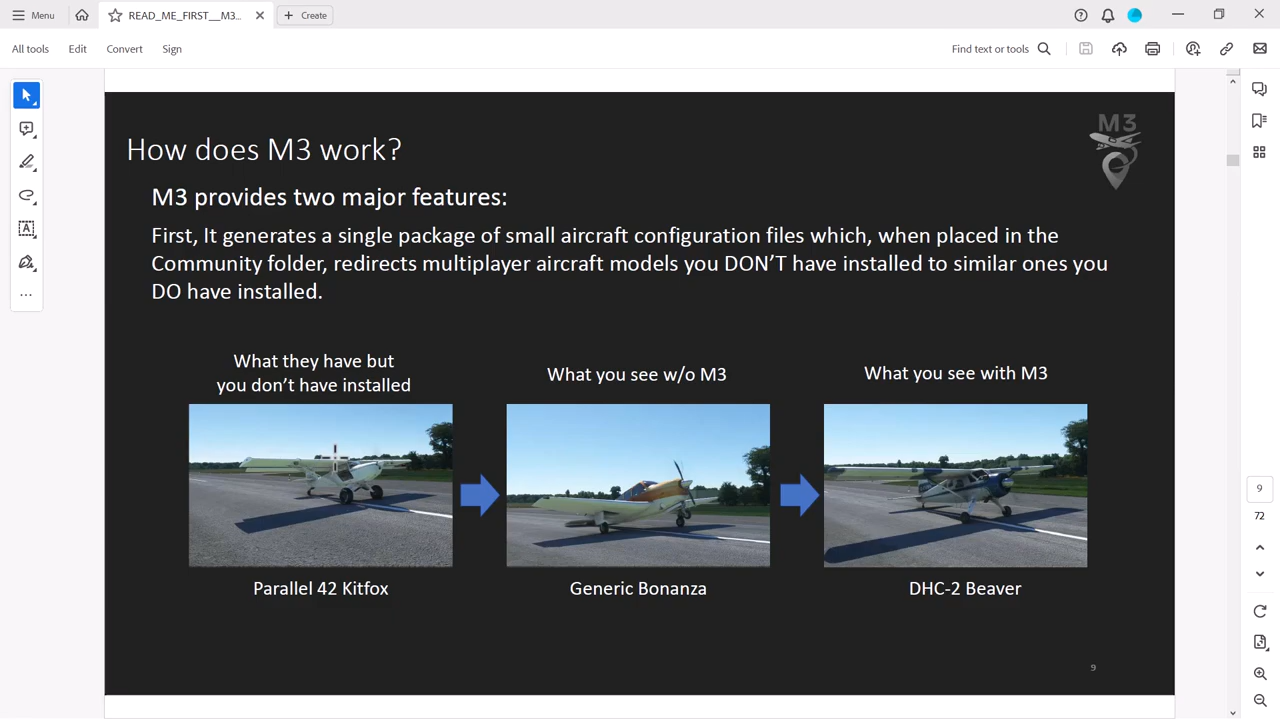 Menu
READ_ME_FIRST__M3...
Create
All tools
Edit
Convert
Sign
Find text or tools
How does M3 work?
M3
M3 provides two major features:
First, It generates a single package of small aircraft configuration files which, when placed in the
Community folder, redirects multiplayer aircraft models you DON'T have installed to similar ones you
DO have installed.
What they have but
you don't have installed
What you see w/o M3
What you see with M3
Parallel 42 Kitfox
Generic Bonanza
DHC-2 Beaver
9
9
72